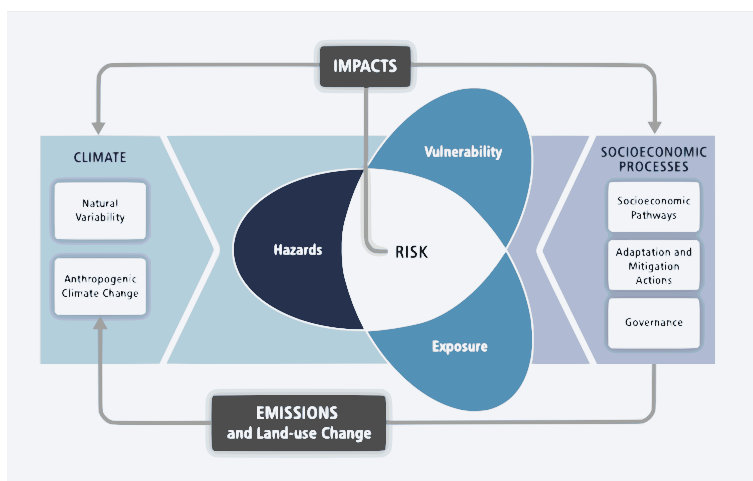 IMPACTS
CLIMATE
Natural
Variability
Anthropogenic
Climate Change
Vulnerability
Hazards
RISK
Exposure
SOCIOECONOMIC
PROCESSES
Socioeconomic
Pathways
Adaptation and
Mitigation
Actions
Governance
EMISSIONS
and Land-use Change